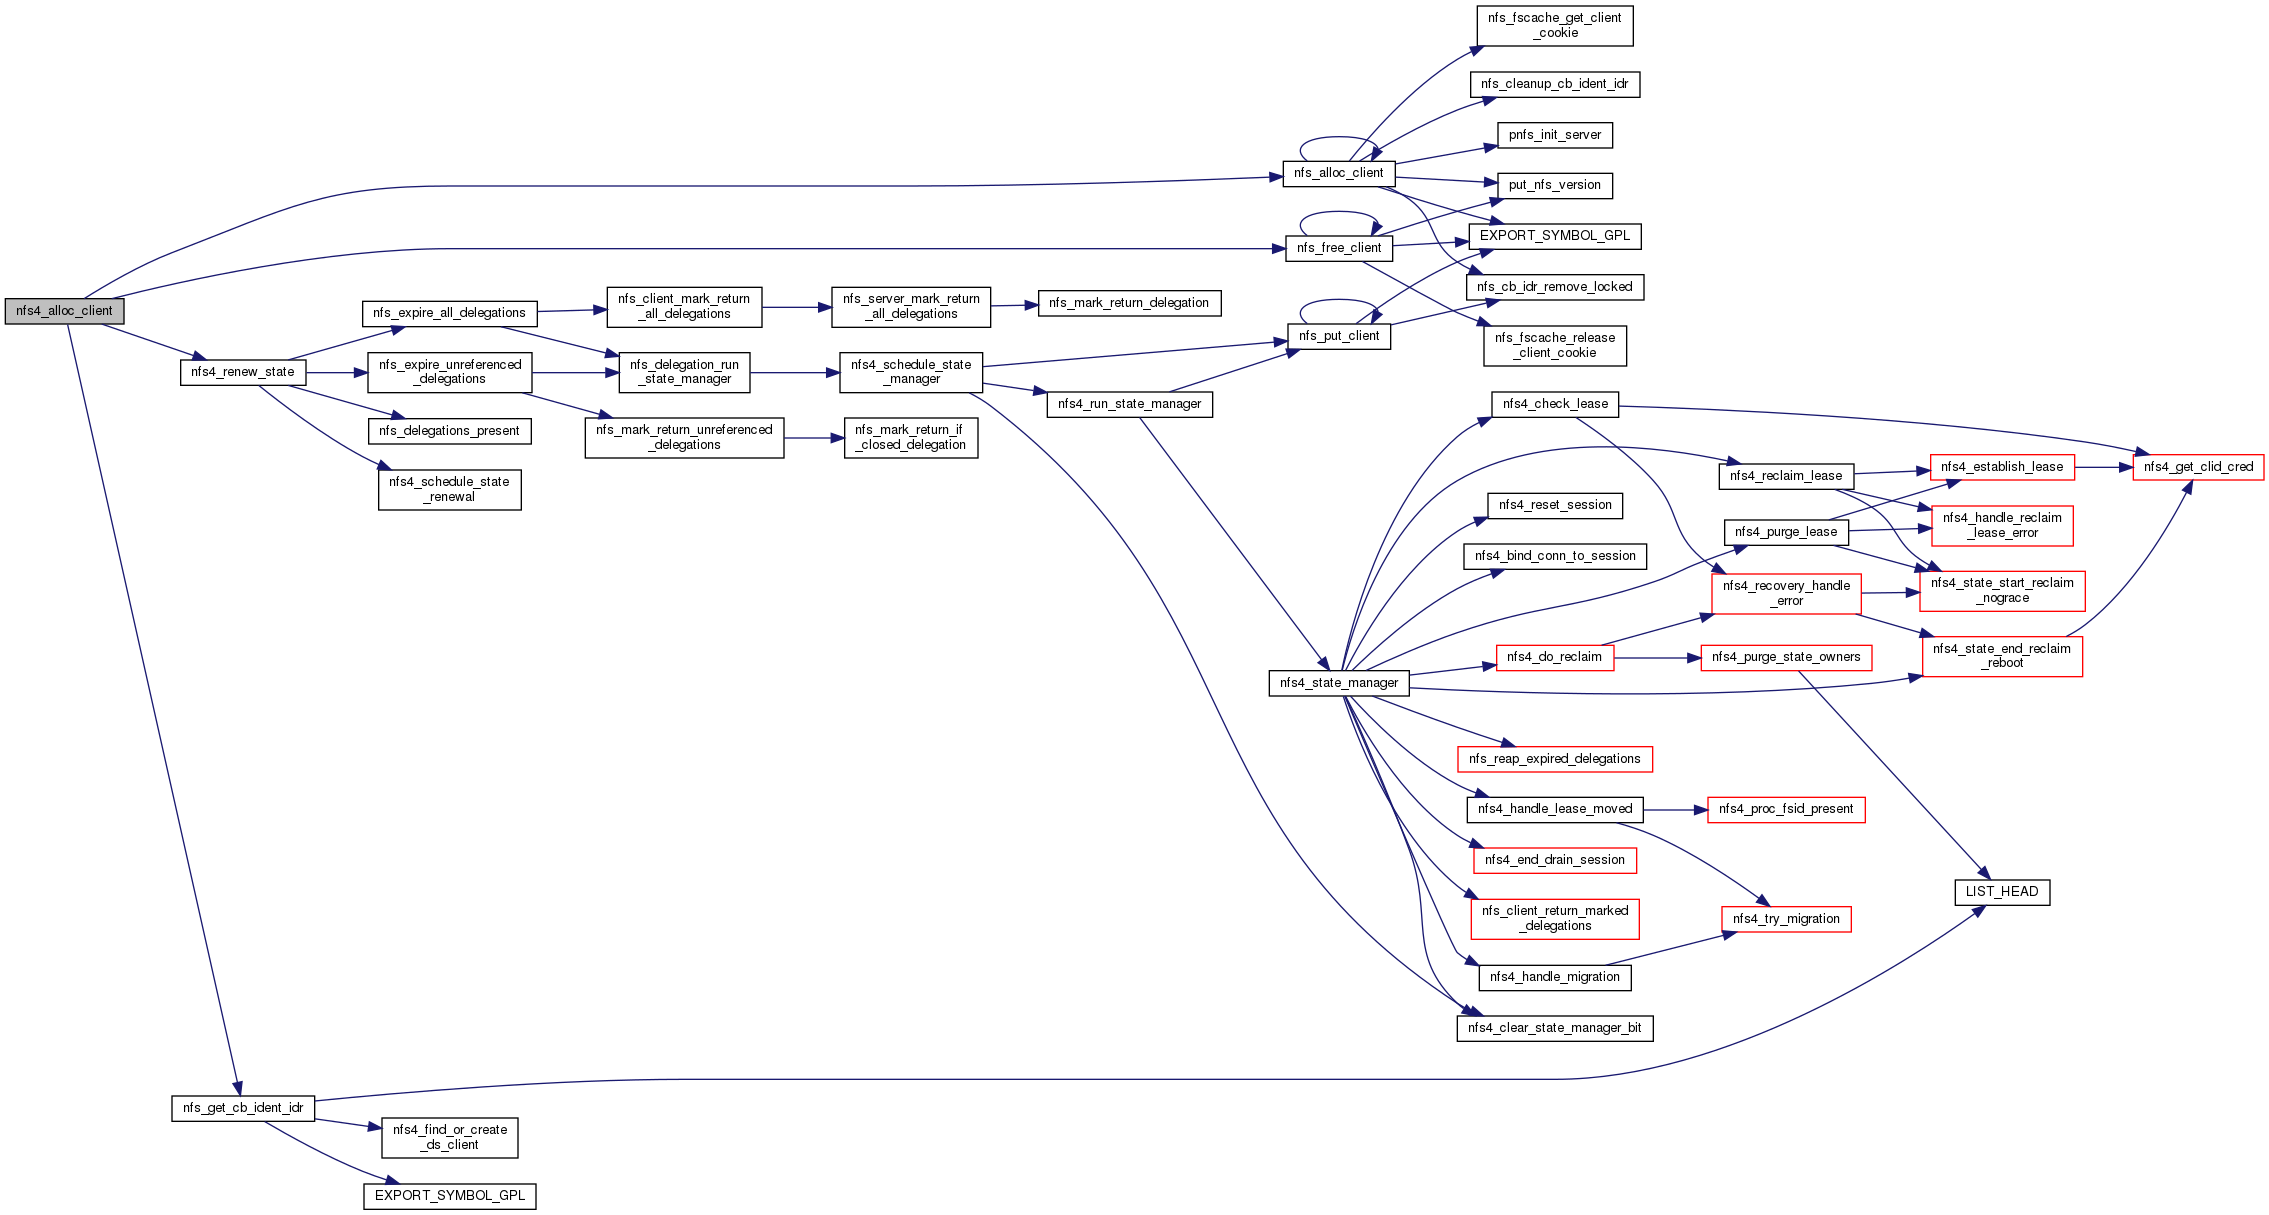 nfs4_alloc_client
nfs4_renew_state
nfs_get_cb_ident_idr
nfs_expire_all_delegations
nfs_expire_unreferenced
_delegations
nfs_delegations_present
nfs4_schedule_state
_renewal
nfs4_find_or_create
_ds_client
EXPORT_SYMBOL_GPL
nfs_client_mark_return
_all_delegations
nfs_delegation_run
_state_manager
nfs_mark_return_unreferenced
_delegations
nfs_server_mark_return
_all_delegations
nfs4_schedule_state
_manager
nfs_mark_return_if
_closed_delegation
nfs_mark_return_delegation
nfs4_run_state_manager
nfs_alloc_client
nfs_free_client
nfs_put_client
nfs4_state_manager
nfs_fscache_get_client
_cookie
nfs_cleanup_cb_ident_idr
pnfs_init_server
put_nfs_version
EXPORT_SYMBOL_GPL
nfs_cb_idr_remove_locked
nfs_fscache_release
_client_cookie
nfs4_check_lease
nfs4_reset_session
nfs4_bind_conn_to_session
nfs4_do_reclaim
nfs_reap_expired_delegations
nfs4_handle_lease_moved
nfs4_end_drain_session
nfs_client_return_marked
_delegations
nfs4_handle_migration
nfs4_clear_state_manager_bit
nfs4_reclaim_lease
nfs4_purge_lease
nfs4_recovery_handle
_error
nfs4_purge_state_owners
nfs4_proc_fsid_present
nfs4_try_migration
nfs4_establish_lease
nfs4_handle_reclaim
_lease_error
nfs4_state_start_reclaim
_nograce
nfs4_state_end_reclaim
_reboot
LIST_HEAD
nfs4_get_clid_cred